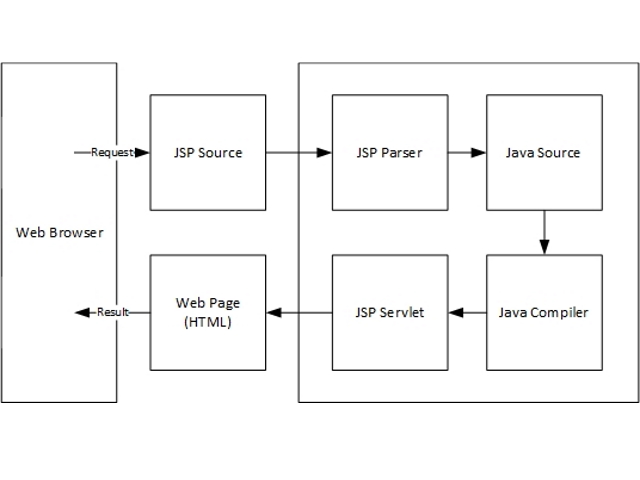 Request
JSP Source
JSP Parser
Java Source
Web Browser
Web Page
(HTML)
JSP Servlet
Java Compiler
Result